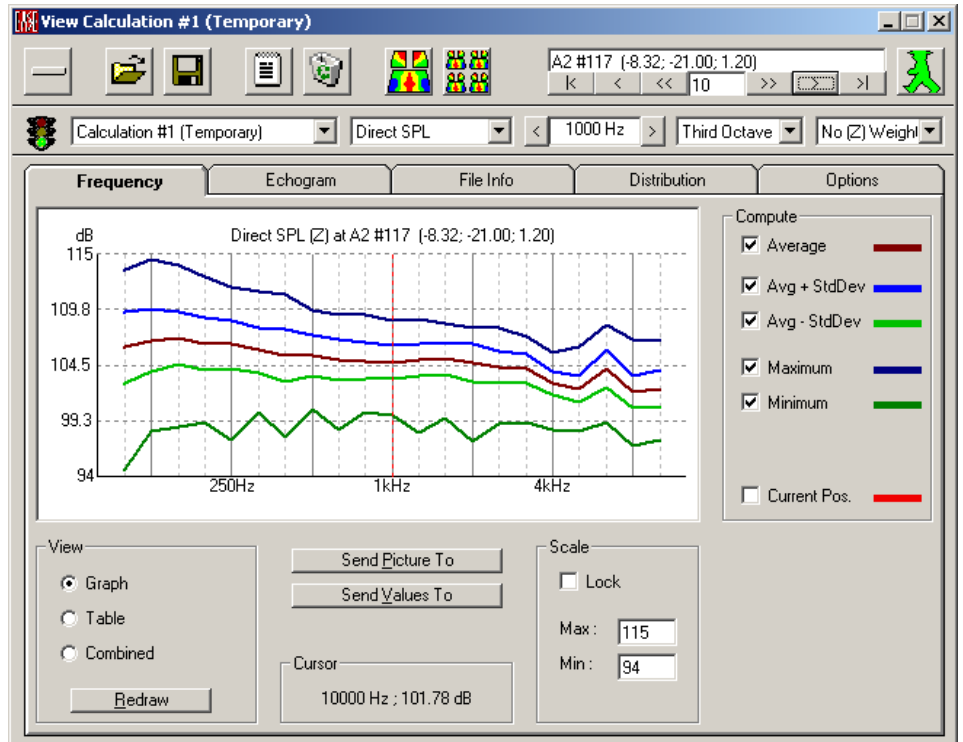 EASE View Calculation #1 (Temporary)
A2 #117 (-8.32; -21.00; 1.20)
|< < << 10 >> > >|
Calculation #1 (Temporary) Direct SPL < 1000 Hz > Third Octave No (Z) Weight
Frequency Echogram File Info Distribution Options
dB Direct SPL (Z) at A2 #117 (-8.32; -21.00; 1.20)
115
109.8
104.5
99.3
94
250Hz 1kHz 4kHz
Compute
Average
Avg + StdDev
Avg - StdDev
Maximum
Minimum
Current Pos.
View
Graph
Table
Combined
Redraw
Send Picture To
Send Values To
Cursor
10000 Hz ; 101.78 dB
Scale
Lock
Max : 115
Min : 94